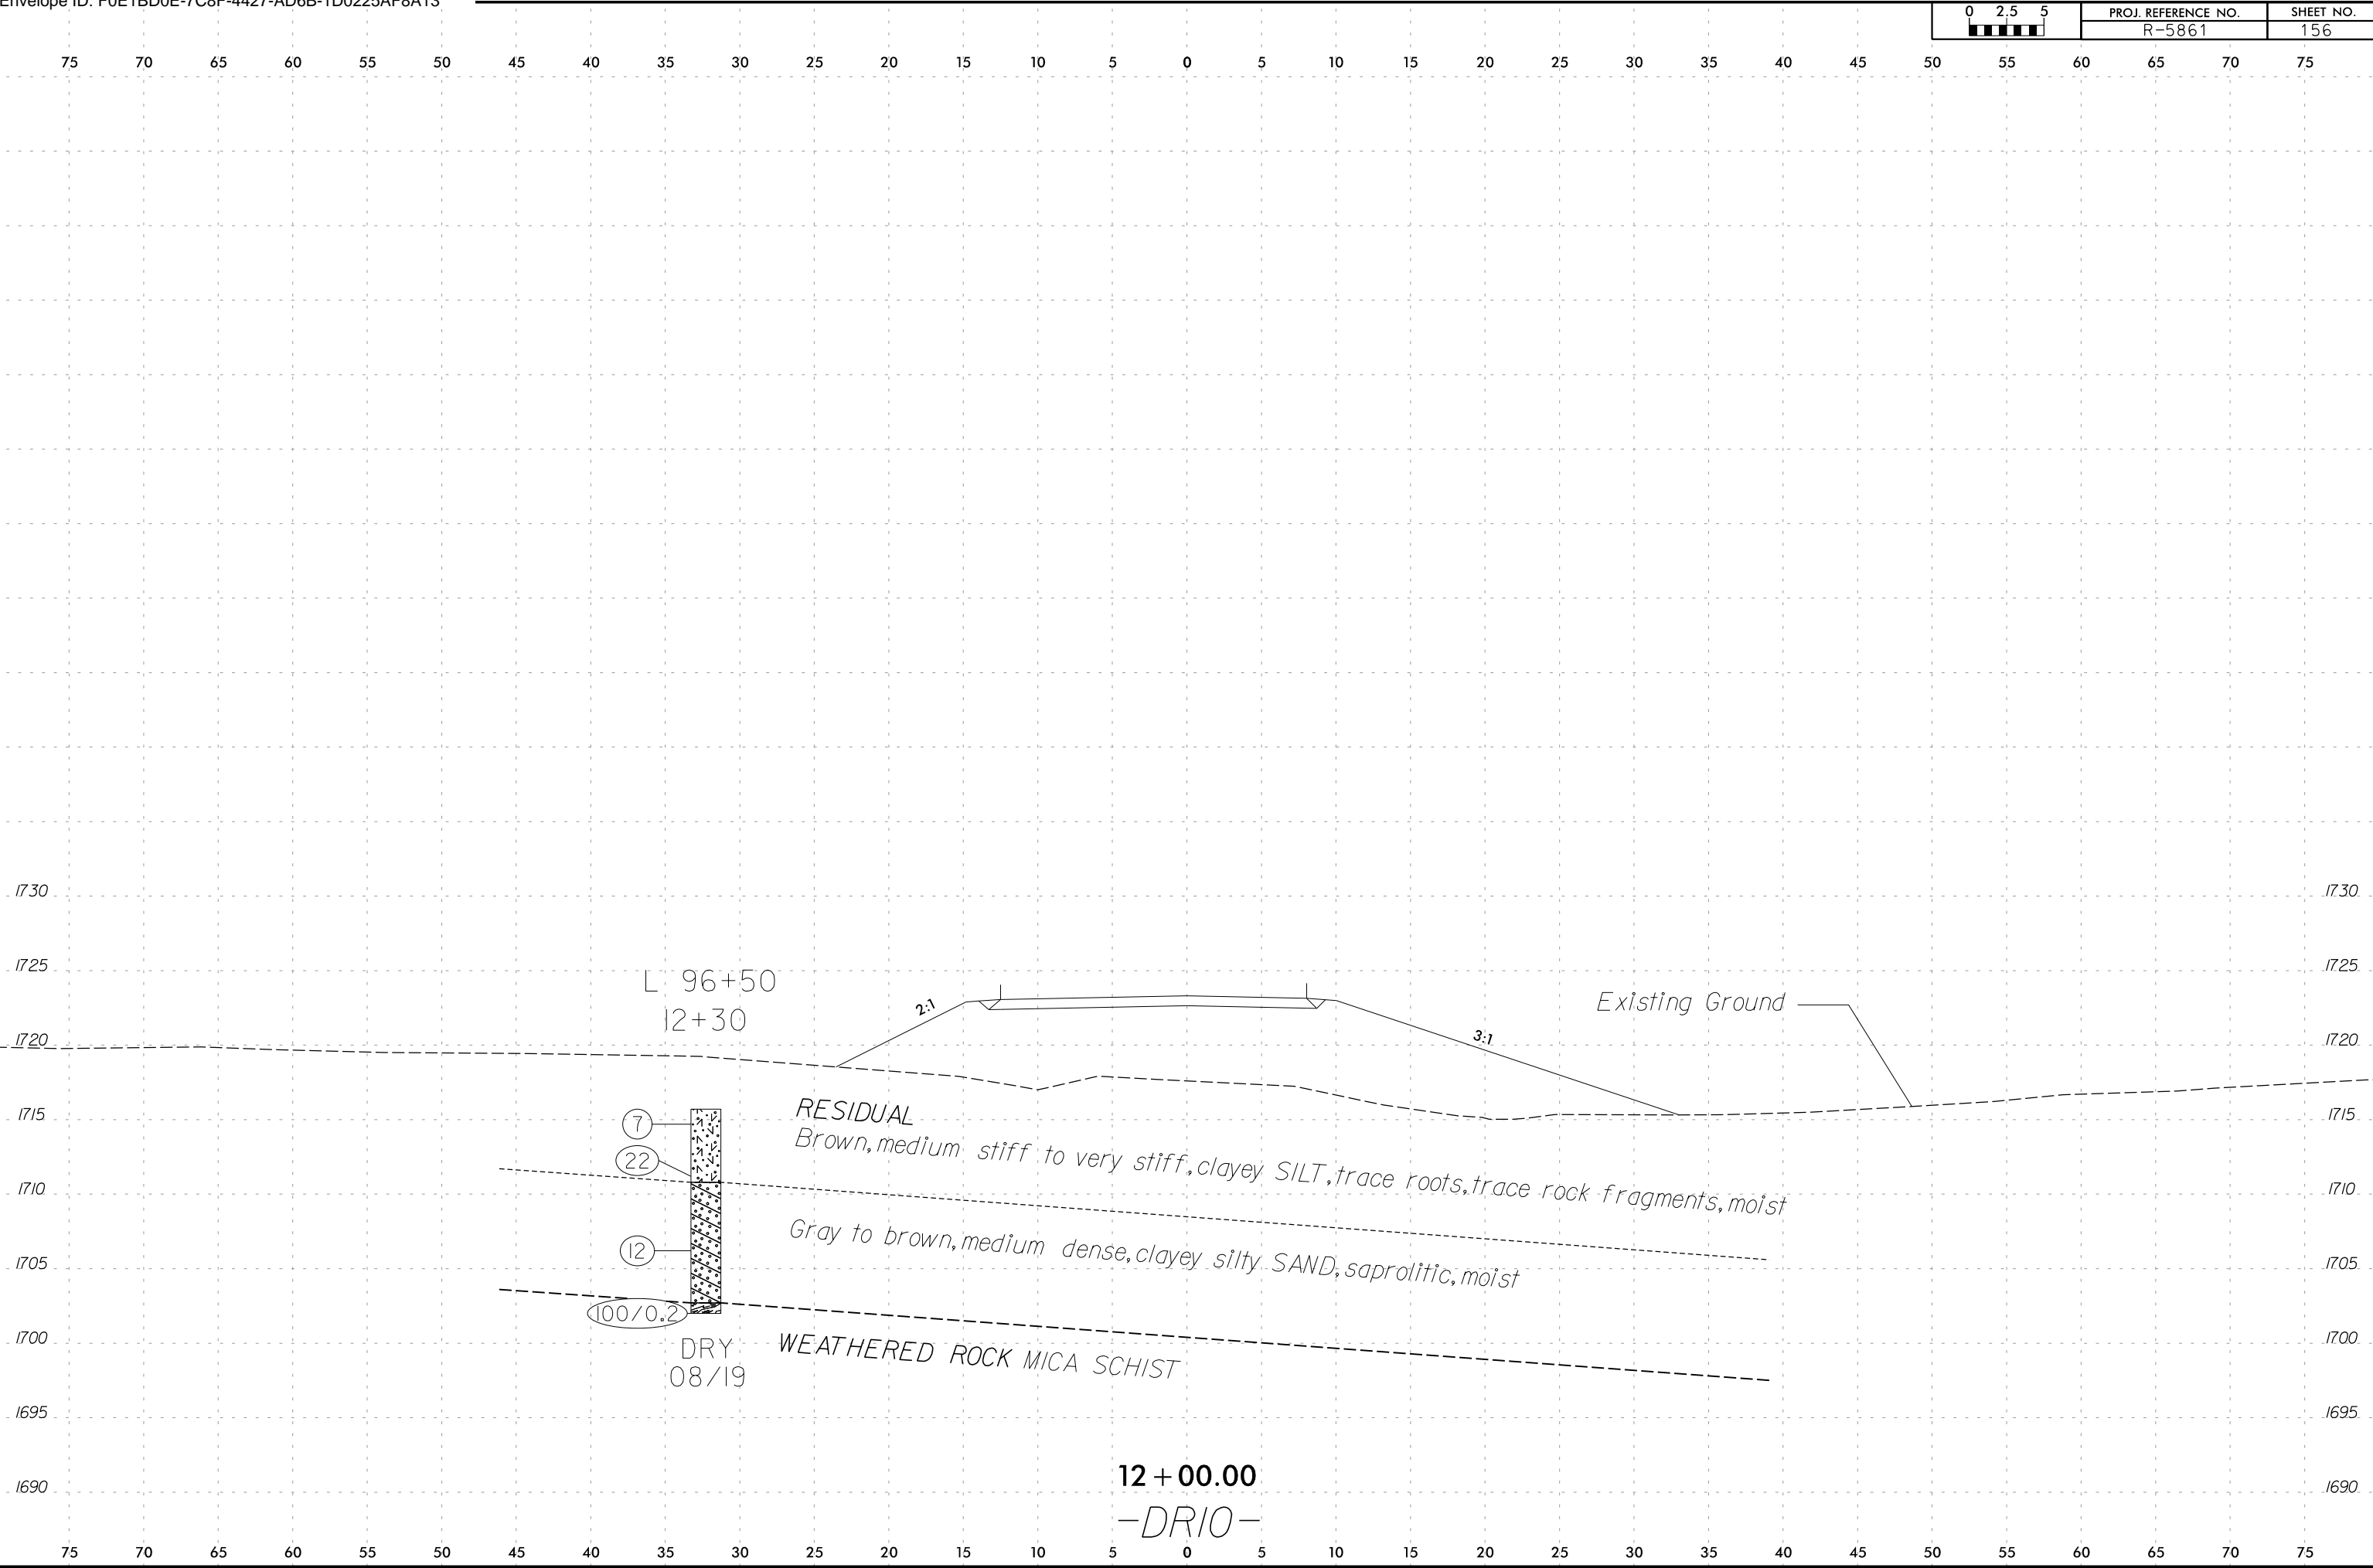 Envelope ID: F0E1BD0E-7C8F-4427-AD6B-1D0225AF8A13
0 2.5 5
PROJ. REFERENCE NO. SHEET NO.
R-5861 156
75 70 65 60 55 50 45 40 35 30 25 20 15 10 5 0 5 10 15 20 25 30 35 40 45 50 55 60 65 70 75
1730 1730
1725 1725
L 96+50
12+30
2:1
Existing Ground
3:1
1720 1720
1715 1715
7
RESIDUAL
Brown, medium stiff to very stiff, clayey SILT, trace roots, trace rock fragments, moist
22
1710 1710
Gray to brown, medium dense, clayey silty SAND, saprolitic, moist
12
1705 1705
100/0.2
1700 1700
DRY
08/19
WEATHERED ROCK MICA SCHIST
1695 1695
12+00.00
1690 1690
-DR10-
75 70 65 60 55 50 45 40 35 30 25 20 15 10 5 0 5 10 15 20 25 30 35 40 45 50 55 60 65 70 75